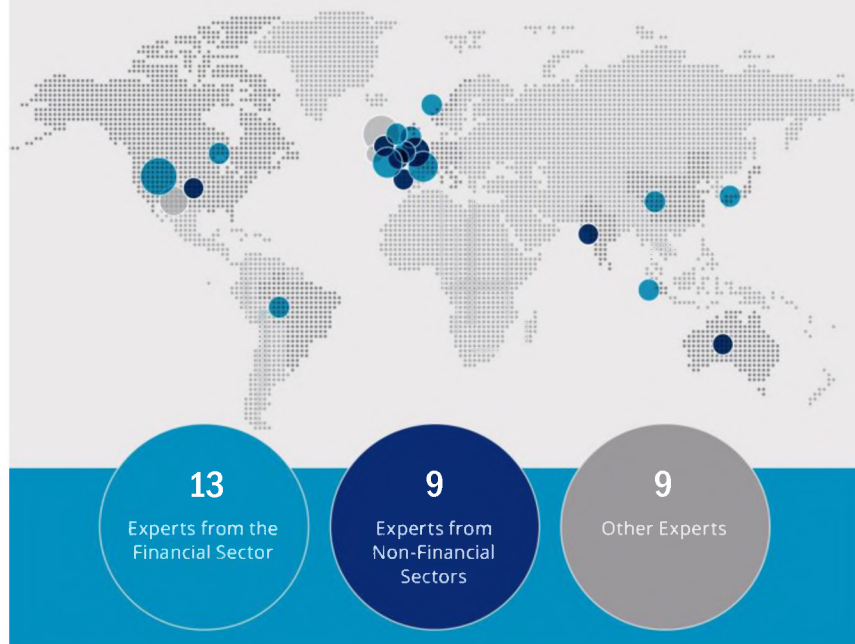 13
Experts from the
Financial Sector
9
Experts from
Non-Financial
Sectors
9
Other Experts